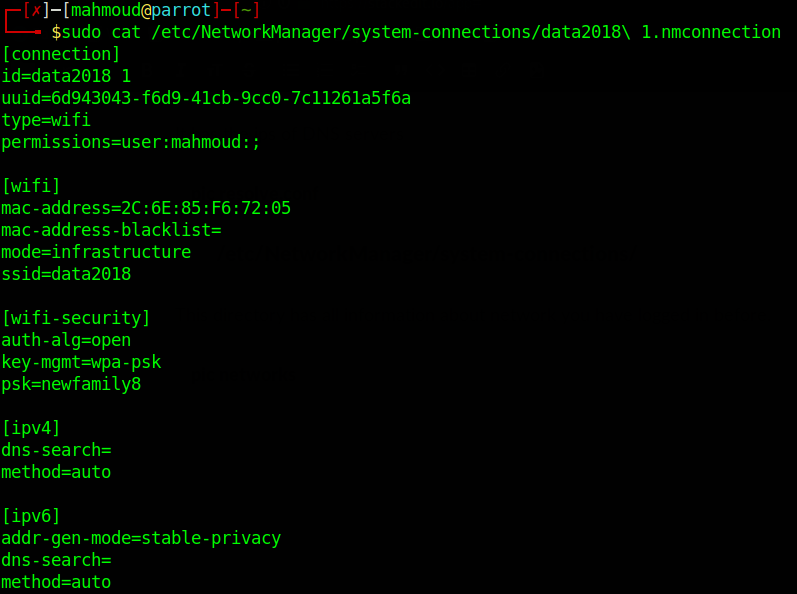 ┌─[✗]─[mahmoud@parrot]─[~]
└──╼ $sudo cat /etc/NetworkManager/system-connections/data2018\ 1.nmconnection
[connection]
id=data2018 1
uuid=6d943043-f6d9-41cb-9cc0-7c11261a5f6a
type=wifi
permissions=user:mahmoud:;

[wifi]
mac-address=2C:6E:85:F6:72:05
mac-address-blacklist=
mode=infrastructure
ssid=data2018

[wifi-security]
auth-alg=open
key-mgmt=wpa-psk
psk=newfamily8

[ipv4]
dns-search=
method=auto

[ipv6]
addr-gen-mode=stable-privacy
dns-search=
method=auto